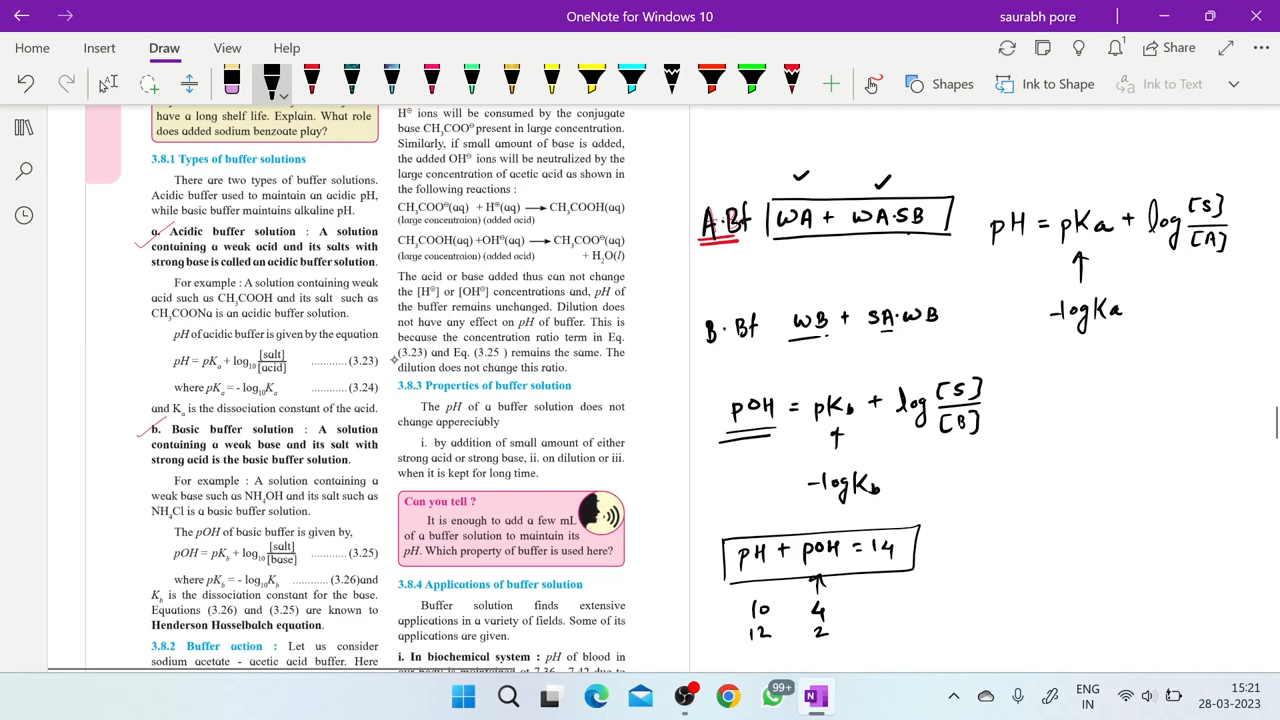 OneNote for Windows 10
saurabh pore
Home Insert Draw View Help
Share
Shapes
Ink to Shape
Ink to Text
have a long shelf life. Explain. What role
does added sodium benzoate play?
3.8.1 Types of buffer solutions
There are two types of buffer solutions.
Acidic buffer used to maintain an acidic pH,
while basic buffer maintains alkaline pH.
a. Acidic buffer solution : A solution
containing a weak acid and its salts with
strong base is called an acidic buffer solution.
For example : A solution containing weak
acid such as CH₃COOH and its salt such as
CH₃COONa is an acidic buffer solution.
pH of acidic buffer is given by the equation
pH = pKₐ + log₁₀ [salt]/[acid] ............ (3.23)
where pKₐ = - log₁₀Kₐ ............ (3.24)
and Kₐ is the dissociation constant of the acid.
b. Basic buffer solution : A solution
containing a weak base and its salt with
strong acid is the basic buffer solution.
For example : A solution containing a
weak base such as NH₄OH and its salt such as
NH₄Cl is a basic buffer solution.
The pOH of basic buffer is given by,
pOH = pK_b + log₁₀ [salt]/[base] ............ (3.25)
where pK_b = - log₁₀K_b ............ (3.26)and
K_b is the dissociation constant for the base.
Equations (3.26) and (3.25) are known to
Henderson Hasselbalch equation.
3.8.2 Buffer action : Let us consider
sodium acetate - acetic acid buffer. Here
H⊕ ions will be consumed by the conjugate
base CH₃COO⊖ present in large concentration.
Similarly, if small amount of base is added,
the added OH⊖ ions will be neutralized by the
large concentration of acetic acid as shown in
the following reactions :
CH₃COO⊖(aq) + H⊕(aq) ⟶ CH₃COOH(aq)
(large concentration) (added acid)
CH₃COOH(aq) +OH⊖(aq) ⟶ CH₃COO⊖(aq)
(large concentraion) (added acid) + H₂O(l)
The acid or base added thus can not change
the [H⊕] or [OH⊖] concentrations and, pH of
the buffer remains unchanged. Dilution does
not have any effect on pH of buffer. This is
because the concentration ratio term in Eq.
(3.23) and Eq. (3.25 ) remains the same. The
dilution does not change this ratio.
3.8.3 Properties of buffer solution
The pH of a buffer solution does not
change appereciably
i. by addition of small amount of either
strong acid or strong base, ii. on dilution or iii.
when it is kept for long time.
Can you tell ?
It is enough to add a few mL
of a buffer solution to maintain its
pH. Which property of buffer is used here?
3.8.4 Applications of buffer solution
Buffer solution finds extensive
applications in a variety of fields. Some of its
applications are given.
i. In biochemical system : pH of blood in
our body is maintained at 7.36 - 7.42 due to
A.Bf WA + WA.SB
pH = pKa + log [S]/[A]
-logKa
B.Bf WB + SA.WB
pOH = pK_b + log [S]/[B]
-logK_b
pH + pOH = 14
10 4
12 2
99+
ENG
IN
15:21
28-03-2023